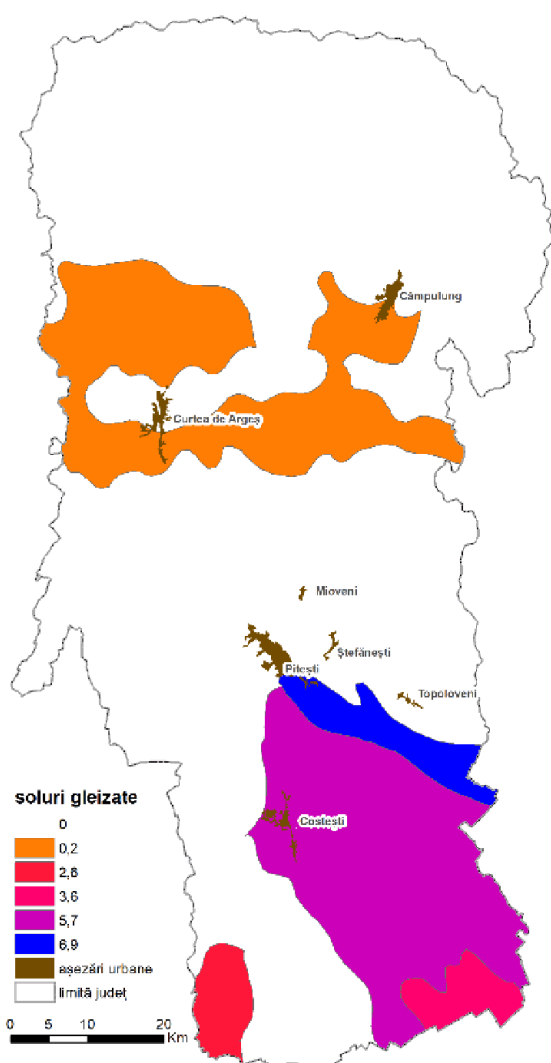 Câmpulung
Curtea de Argeș
Mioveni
Ștefănești
Pitești
Topoloveni
Costești
soluri gleizate
0
0,2
2,8
3,6
5,7
6,9
așezări urbane
limită județ
0 5 10 20
Km